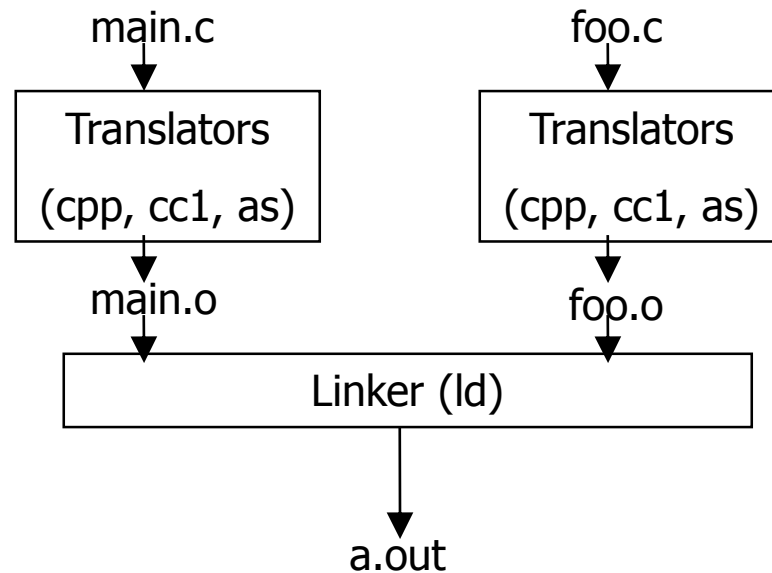 main.c
foo.c
Translators
(cpp, cc1, as)
Translators
(cpp, cc1, as)
main.o
foo.o
Linker (ld)
a.out